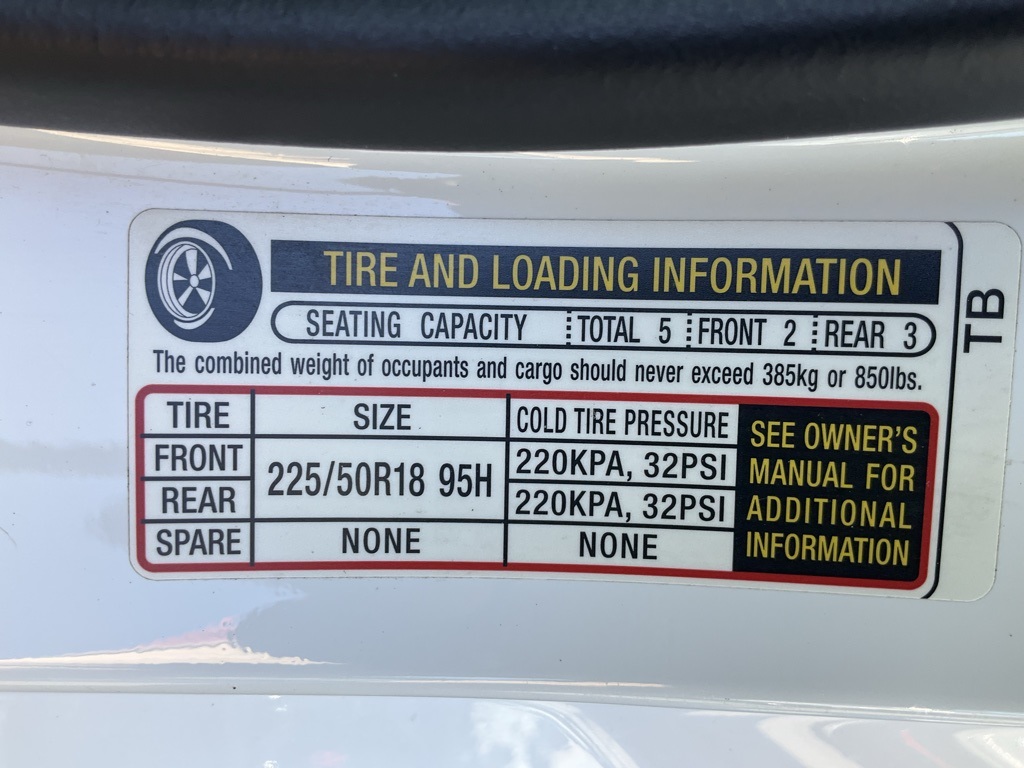 TIRE AND LOADING INFORMATION
SEATING CAPACITY TOTAL 5 FRONT 2 REAR 3
The combined weight of occupants and cargo should never exceed 385kg or 850lbs.
TIRE SIZE COLD TIRE PRESSURE
FRONT 225/50R18 95H 220KPA, 32PSI
REAR 220KPA, 32PSI
SPARE NONE NONE
SEE OWNER'S
MANUAL FOR
ADDITIONAL
INFORMATION
TB